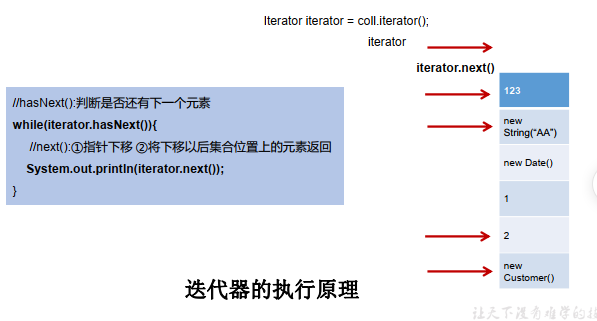 Iterator iterator = coll.iterator();
iterator
iterator.next()
//hasNext():判断是否还有下一个元素
while(iterator.hasNext()){
//next():①指针下移 ②将下移以后集合位置上的元素返回
System.out.println(iterator.next());
}
123
new
String("AA")
new Date()
1
2
new
Customer()
迭代器的执行原理
让天下没有难学的技